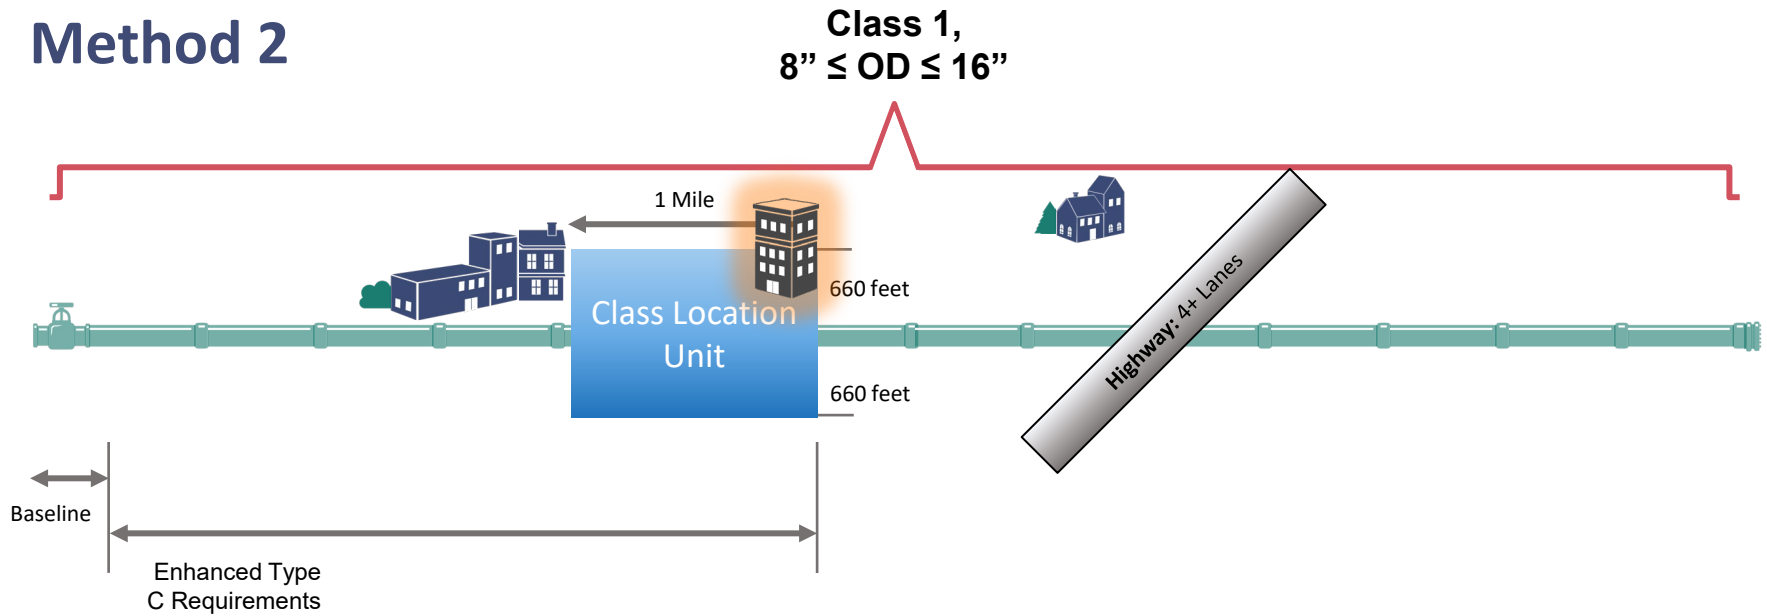 Method 2
Class 1,
8” ≤ OD ≤ 16”
1 Mile
660 feet
Class Location
Unit
660 feet
Highway: 4+ Lanes
Baseline
Enhanced Type
C Requirements